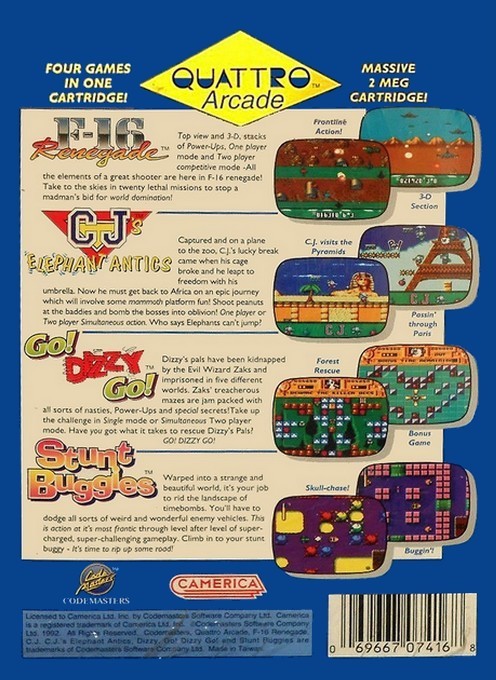 FOUR GAMES
IN ONE
CARTRIDGE!
QUATTRO™
Arcade
MASSIVE
2 MEG
CARTRIDGE!
F-16
Renegade™
Top view and 3-D, stacks
of Power-Ups, One player
mode and Two player
competitive mode -All
the elements of a great shooter are here in F-16 renegade!
Take to the skies in twenty lethal missions to stop a
madman's bid for world domination!
Frontline
Action!
3-D
Section
CJ's
ELEPHANT ANTICS
Captured and on a plane
to the zoo, C.J.'s lucky break
came when his cage
broke and he leapt to
freedom with his
umbrella. Now he must get back to Africa on an epic journey
which will involve some mammoth platform fun! Shoot peanuts
at the baddies and bomb the bosses into oblivion! One player or
Two player Simultaneous action. Who says Elephants can't jump?
C.J. visits the
Pyramids
CJ
CJ
Passin'
through
Paris
Go!
DIZZY
Go!
Dizzy's pals have been kidnapped
by the Evil Wizard Zaks and
imprisoned in five different
worlds. Zaks' treacherous
mazes are jam packed with
all sorts of nasties, Power-Ups and special secrets!Take up
the challenge in Single mode or Simultaneous Two player
mode. Have you got what it takes to rescue Dizzy's Pals?
GO! DIZZY GO!
Forest
Rescue
Bonus
Game
Stunt
Buggies™
Warped into a strange and
beautiful world, it's your job
to rid the landscape of
timebombs. You'll have to
dodge all sorts of weird and wonderful enemy vehicles. This
is action at it's most frantic through level after level of super-
charged, super-challenging gameplay. Climb in to your stunt
buggy - It's time to rip up some road!
Skull-chase!
Buggin'!
Code
Masters
CODEMASTERS
CAMERICA
Licensed to Camerica Ltd. Inc. by Codemasters Software Company Ltd. Camerica
is a registered trademark of Camerica Ltd. Codemasters Software Company
Ltd. 1992. All Rights Reserved. Codemasters, Quattro Arcade, F-16 Renegade,
C.J. C.J.'s Elephant Antics, Dizzy, Go! Dizzy Go! and Stunt Buggies are
trademarks of Codemasters Software Company Ltd. Made in Taiwan
0 69667 07416 8